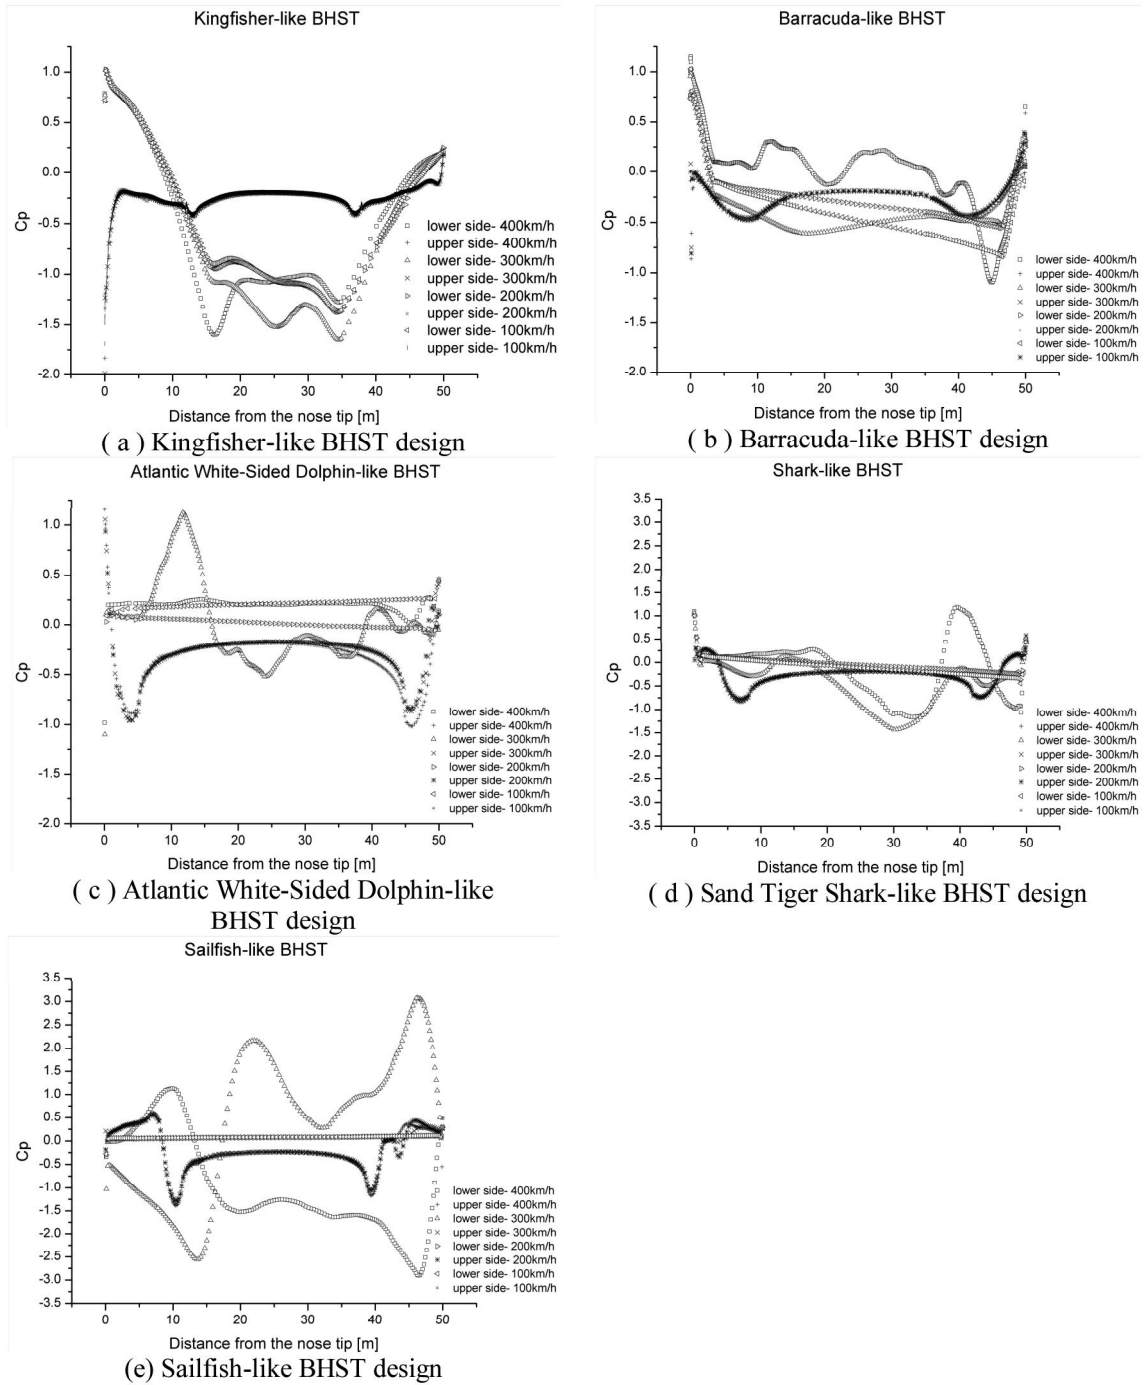 Kingfisher-like BHST
1.0
0.5
0.0
-0.5
-1.0
-1.5
-2.0
Cp
lower side- 400km/h
upper side- 400km/h
lower side- 300km/h
upper side- 300km/h
lower side- 200km/h
upper side- 200km/h
lower side- 100km/h
upper side- 100km/h
0 10 20 30 40 50
Distance from the nose tip [m]
( a ) Kingfisher-like BHST design
Barracuda-like BHST
1.0
0.5
0.0
-0.5
-1.0
-1.5
-2.0
Cp
lower side- 400km/h
upper side- 400km/h
lower side- 300km/h
upper side- 300km/h
lower side- 200km/h
upper side- 200km/h
lower side- 100km/h
upper side- 100km/h
0 10 20 30 40 50
Distance from the nose tip [m]
( b ) Barracuda-like BHST design
Atlantic White-Sided Dolphin-like BHST
1.0
0.5
0.0
-0.5
-1.0
-1.5
-2.0
Cp
lower side- 400km/h
upper side- 400km/h
lower side- 300km/h
upper side- 300km/h
lower side- 200km/h
upper side- 200km/h
lower side- 100km/h
upper side- 100km/h
0 10 20 30 40 50
Distance from the nose tip [m]
( c ) Atlantic White-Sided Dolphin-like
BHST design
Shark-like BHST
3.5
3.0
2.5
2.0
1.5
1.0
0.5
0.0
-0.5
-1.0
-1.5
-2.0
-2.5
-3.0
-3.5
Cp
lower side- 400km/h
upper side- 400km/h
lower side- 300km/h
upper side- 300km/h
lower side- 200km/h
upper side- 200km/h
lower side- 100km/h
upper side- 100km/h
0 10 20 30 40 50
Distance from the nose tip [m]
( d ) Sand Tiger Shark-like BHST design
Sailfish-like BHST
3.5
3.0
2.5
2.0
1.5
1.0
0.5
0.0
-0.5
-1.0
-1.5
-2.0
-2.5
-3.0
-3.5
Cp
lower side- 400km/h
upper side- 400km/h
lower side- 300km/h
upper side- 300km/h
lower side- 200km/h
upper side- 200km/h
lower side- 100km/h
upper side- 100km/h
0 10 20 30 40 50
Distance from the nose tip [m]
(e) Sailfish-like BHST design